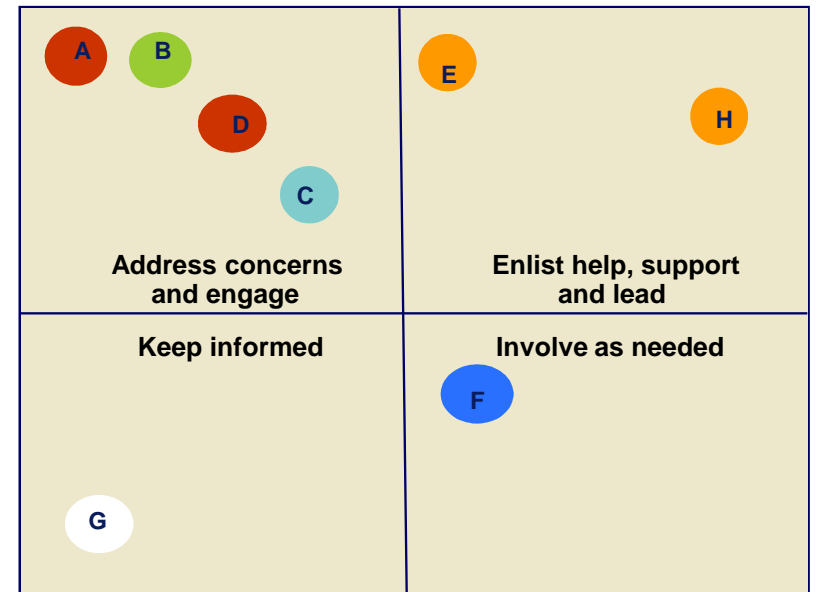 A
B
E
H
D
C
Address concerns
and engage
Enlist help, support
and lead
Keep informed
Involve as needed
F
G